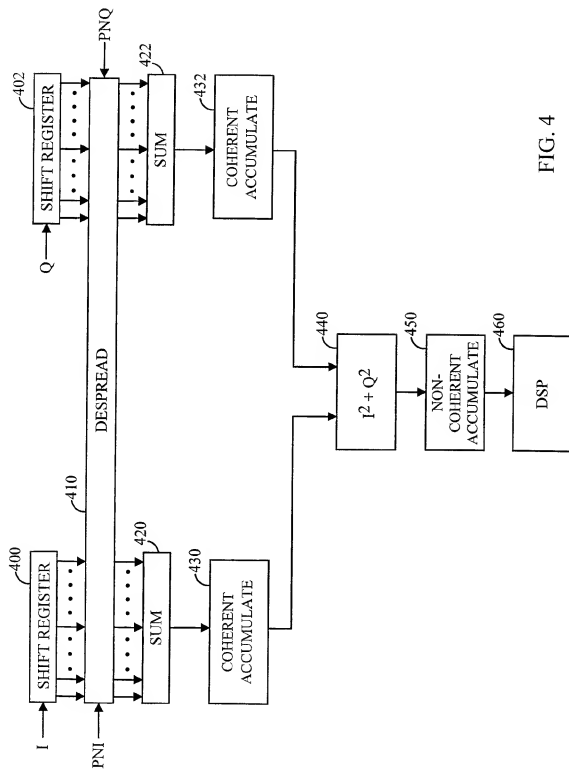 I
SHIFT REGISTER
400
Q
SHIFT REGISTER
402
PNI
410
DESPREAD
PNQ
SUM
420
SUM
422
COHERENT
ACCUMULATE
430
COHERENT
ACCUMULATE
432
I² + Q²
440
NON-
COHERENT
ACCUMULATE
450
DSP
460
FIG. 4